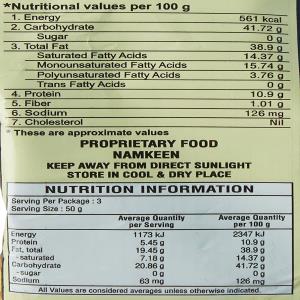 *Nutritional values per 100 g
1. Energy 561 kcal
2. Carbohydrate 41.72 g
Sugar 0 g
3. Total Fat 38.9 g
Saturated Fatty Acids 14.37 g
Monounsaturated Fatty Acids 15.74 g
Polyunsaturated Fatty Acids 3.76 g
Trans Fatty Acids 0 g
4. Protein 10.9 g
5. Fiber 1.01 g
6. Sodium 126 mg
7. Cholesterol Nil
* These are approximate values
PROPRIETARY FOOD
NAMKEEN
KEEP AWAY FROM DIRECT SUNLIGHT
STORE IN COOL & DRY PLACE
NUTRITION INFORMATION
Serving Per Package : 3
Serving Size : 50 g
Average Quantity Average Quantity
per Serving per 100 g
Energy 1173 kJ 2347 kJ
Protein 5.45 g 10.9 g
Fat, total 19.45 g 38.9 g
-saturated 7.18 g 14.37 g
Carbohydrate 20.86 g 41.72 g
-sugar 0 g 0 g
Sodium 63 mg 126 mg
All Values are considered averages unless otherwise indicated.